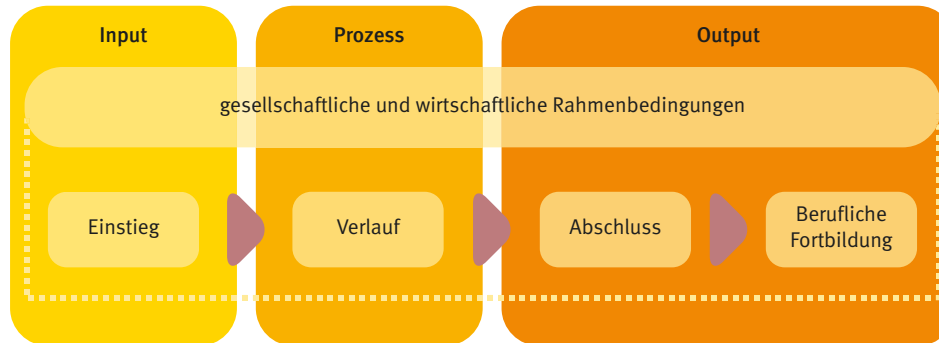 Input
Prozess
Output
gesellschaftliche und wirtschaftliche Rahmenbedingungen
Einstieg
Verlauf
Abschluss
Berufliche
Fortbildung